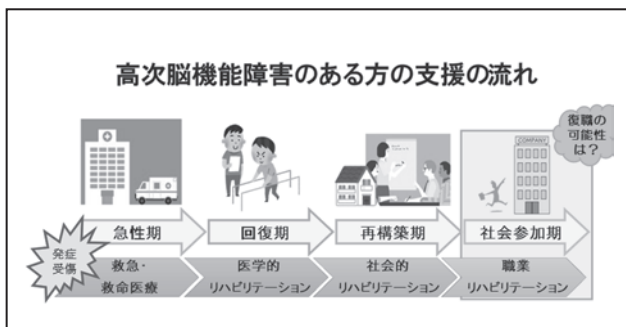 高次脳機能障害のある方の支援の流れ
復職の
可能性
は?
COMPANY
発症
受傷
急性期
回復期
再構築期
社会参加期
救急・
救命医療
医学的
リハビリテーション
社会的
リハビリテーション
職業
リハビリテーション